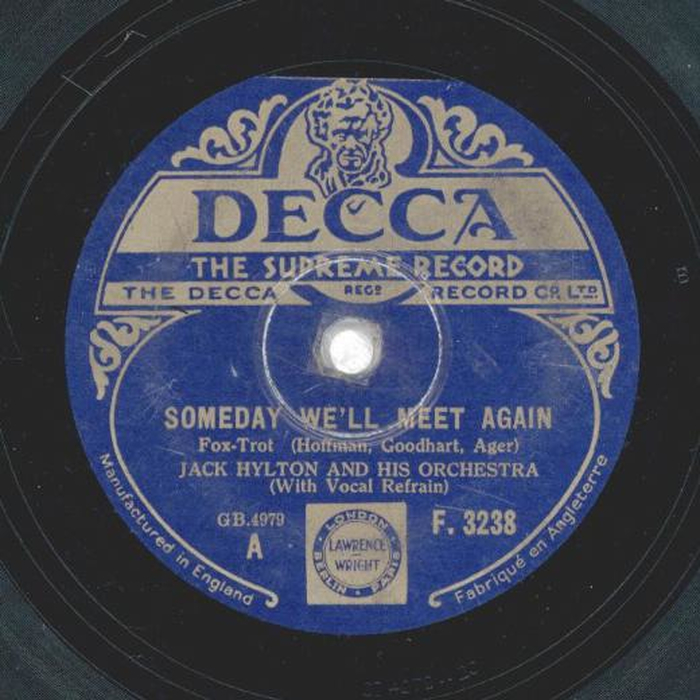 DECCA
THE SUPREME RECORD
THE DECCA REGD RECORD CO. LTD.
SOMEDAY WE'LL MEET AGAIN
Fox-Trot (Hoffman, Goodhart, Ager)
JACK HYLTON AND HIS ORCHESTRA
(With Vocal Refrain)
GB.4979
A
F. 3238
LONDON
LAWRENCE
WRIGHT
BERLIN • PARIS
Manufactured in England
Fabriqué en Angleterre